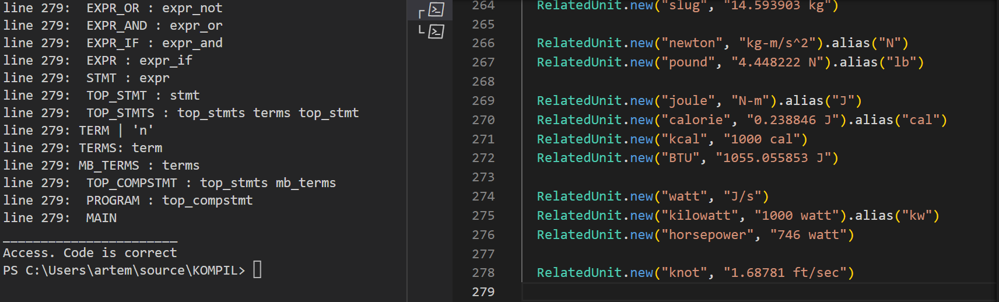 line 279:  EXPR_OR : expr_not
line 279:  EXPR_AND : expr_or
line 279:  EXPR_IF : expr_and
line 279:  EXPR : expr_if
line 279:  STMT : expr
line 279:  TOP_STMT : stmt
line 279:  TOP_STMTS : top_stmts terms top_stmt
line 279: TERM | 'n'
line 279: TERMS: term
line 279: MB_TERMS : terms
line 279:  TOP_COMPSTMT : top_stmts mb_terms
line 279:  PROGRAM : top_compstmt
line 279:  MAIN
_______________________
Access. Code is correct
PS C:\Users\artem\source\KOMPIL>
264 RelatedUnit.new("slug", "14.593903 kg")
265
266 RelatedUnit.new("newton", "kg-m/s^2").alias("N")
267 RelatedUnit.new("pound", "4.448222 N").alias("lb")
268
269 RelatedUnit.new("joule", "N-m").alias("J")
270 RelatedUnit.new("calorie", "0.238846 J").alias("cal")
271 RelatedUnit.new("kcal", "1000 cal")
272 RelatedUnit.new("BTU", "1055.055853 J")
273
274 RelatedUnit.new("watt", "J/s")
275 RelatedUnit.new("kilowatt", "1000 watt").alias("kw")
276 RelatedUnit.new("horsepower", "746 watt")
277
278 RelatedUnit.new("knot", "1.68781 ft/sec")
279